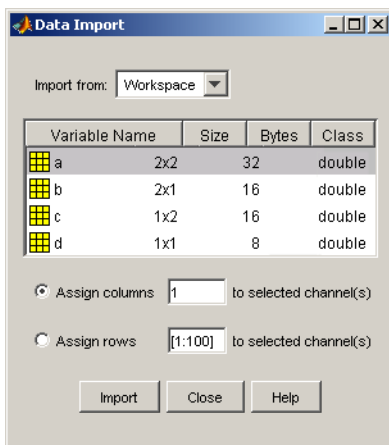 Data Import
Import from: Workspace
Variable Name Size Bytes Class
a 2x2 32 double
b 2x1 16 double
c 1x2 16 double
d 1x1 8 double
Assign columns 1 to selected channel(s)
Assign rows [1:100] to selected channel(s)
Import Close Help